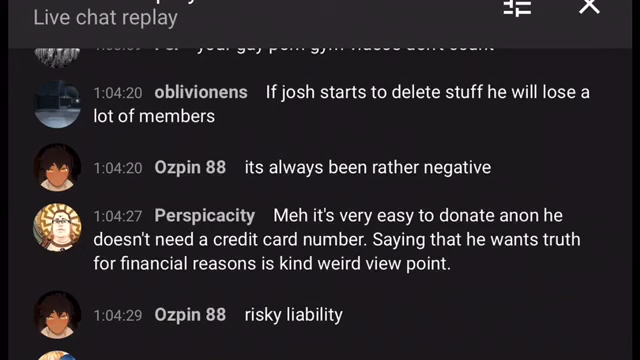 Live chat replay
your gay porn gym videos don't count
1:04:20 oblivionens If josh starts to delete stuff he will lose a
lot of members
1:04:20 Ozpin 88 its always been rather negative
1:04:27 Perspicacity Meh it's very easy to donate anon he
doesn't need a credit card number. Saying that he wants truth
for financial reasons is kind weird view point.
1:04:29 Ozpin 88 risky liability